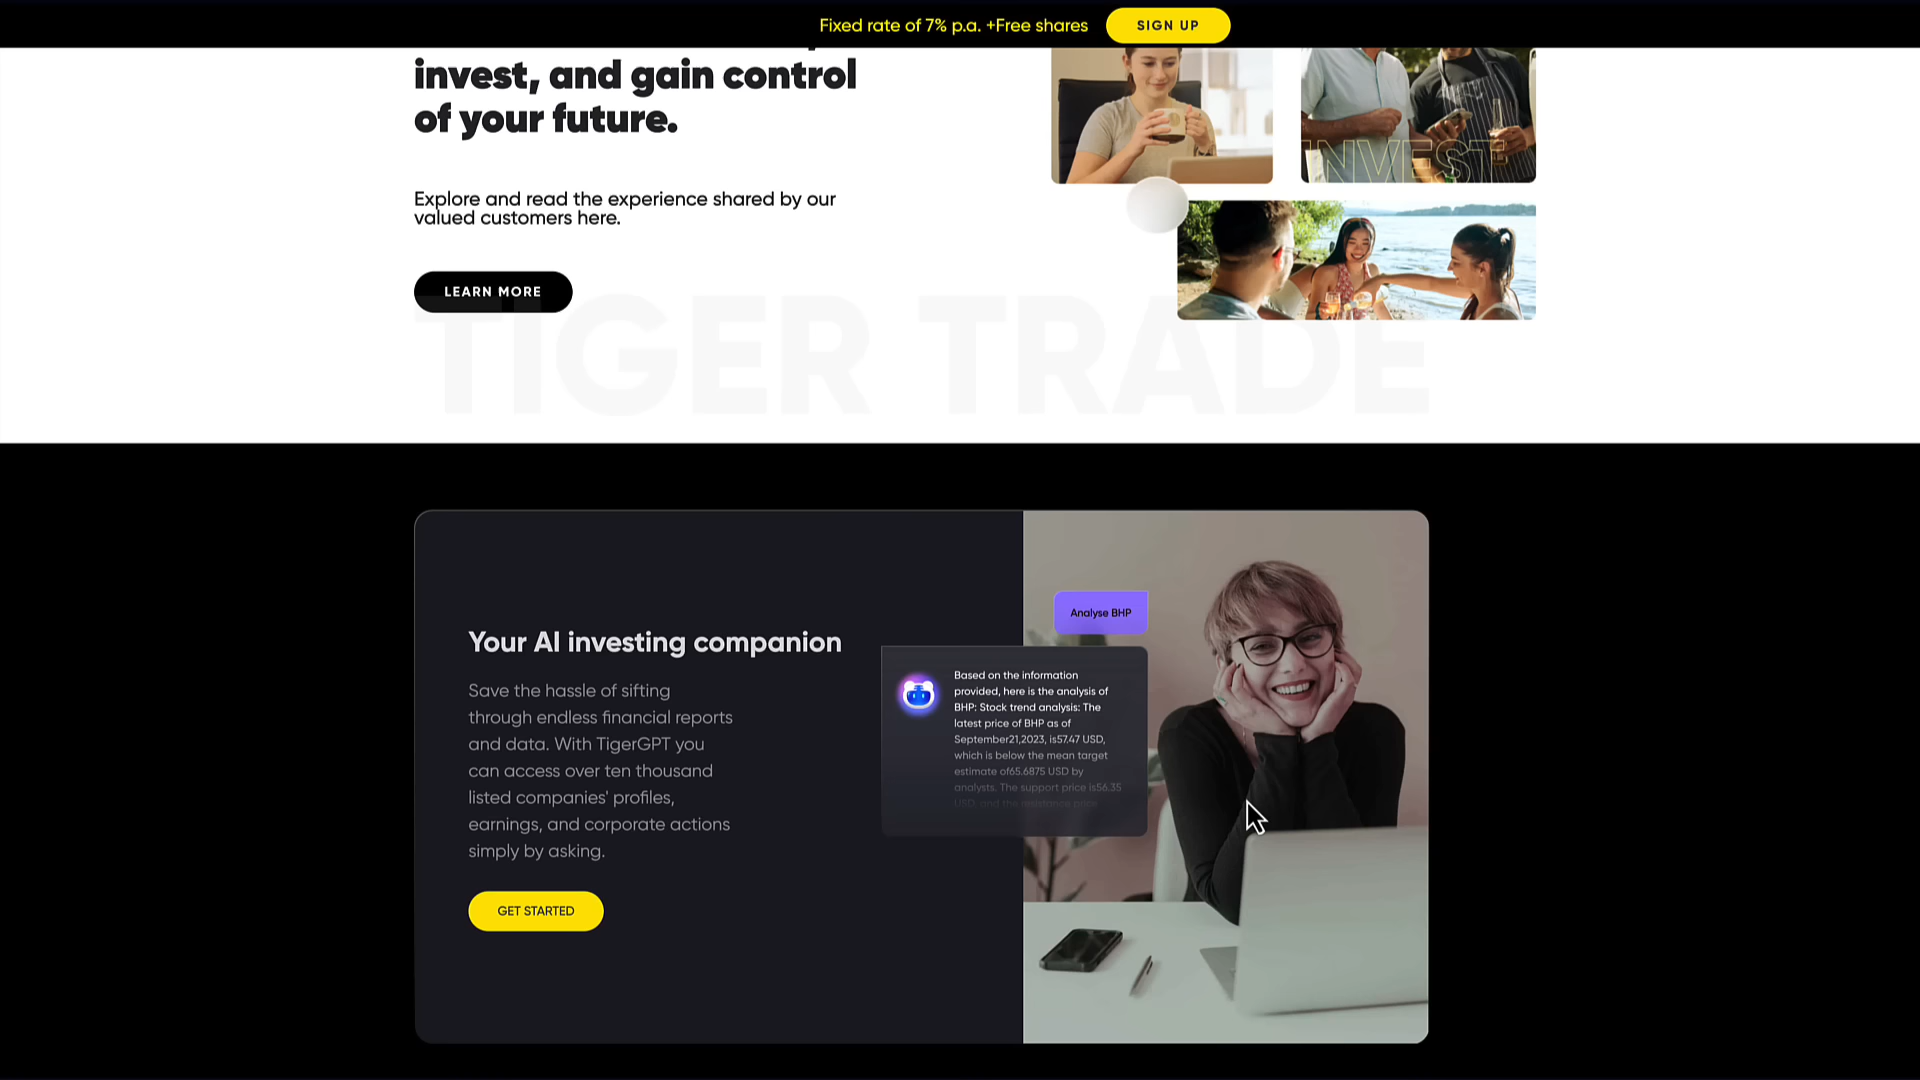 Fixed rate of 7% p.a. +Free shares
SIGN UP
invest, and gain control
of your future.
Explore and read the experience shared by our
valued customers here.
LEARN MORE
INVEST
TIGER TRADE
Your AI investing companion
Save the hassle of sifting
through endless financial reports
and data. With TigerGPT you
can access over ten thousand
listed companies' profiles,
earnings, and corporate actions
simply by asking.
GET STARTED
Analyse BHP
Based on the information
provided, here is the analysis of
BHP: Stock trend analysis: The
latest price of BHP as of
September21,2023, is57.47 USD,
which is below the mean target
estimate of65.6875 USD by
analysts. The support price is56.35
USD, and the resistance price